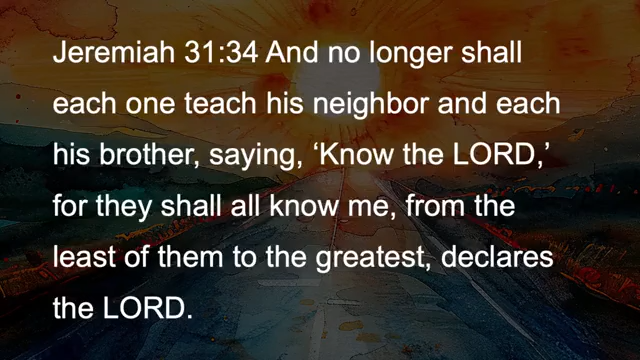 Jeremiah 31:34 And no longer shall
each one teach his neighbor and each
his brother, saying, ‘Know the LORD,’
for they shall all know me, from the
least of them to the greatest, declares
the LORD.